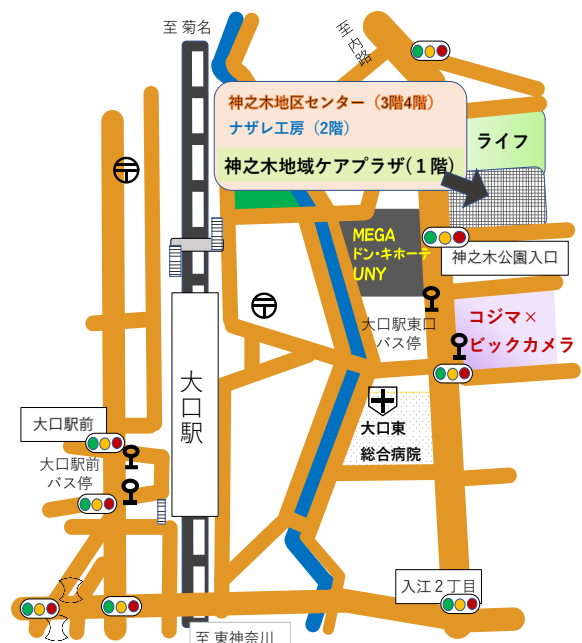 至 菊名
至
内
路
神之木地区センター（3階4階）
ナザレ工房（2階）
神之木地域ケアプラザ(１階)
ライフ
MEGA
ドン・キホーテ
UNY
神之木公園入口
大口駅東口
バス停
コジマ×
ビックカメラ
大口駅
大口駅前
大口駅前
バス停
大口東
総合病院
入江２丁目
至 東神奈川